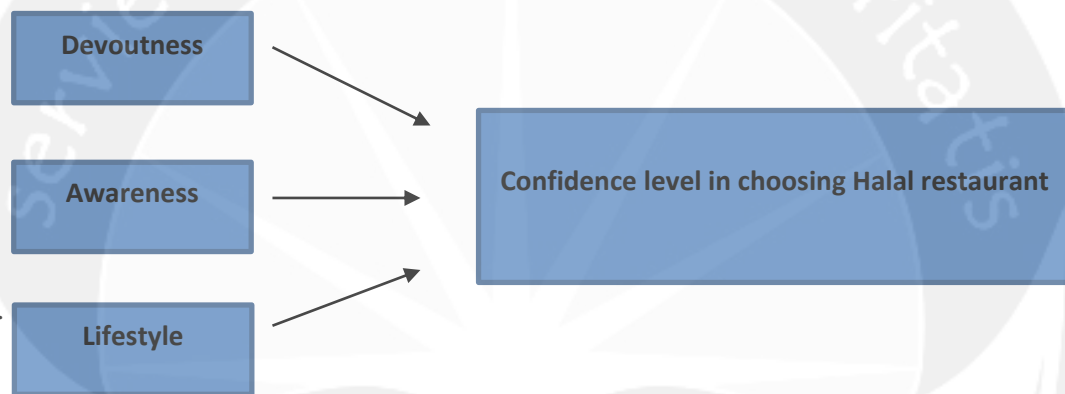 Devoutness
Awareness
Confidence level in choosing Halal restaurant
Lifestyle